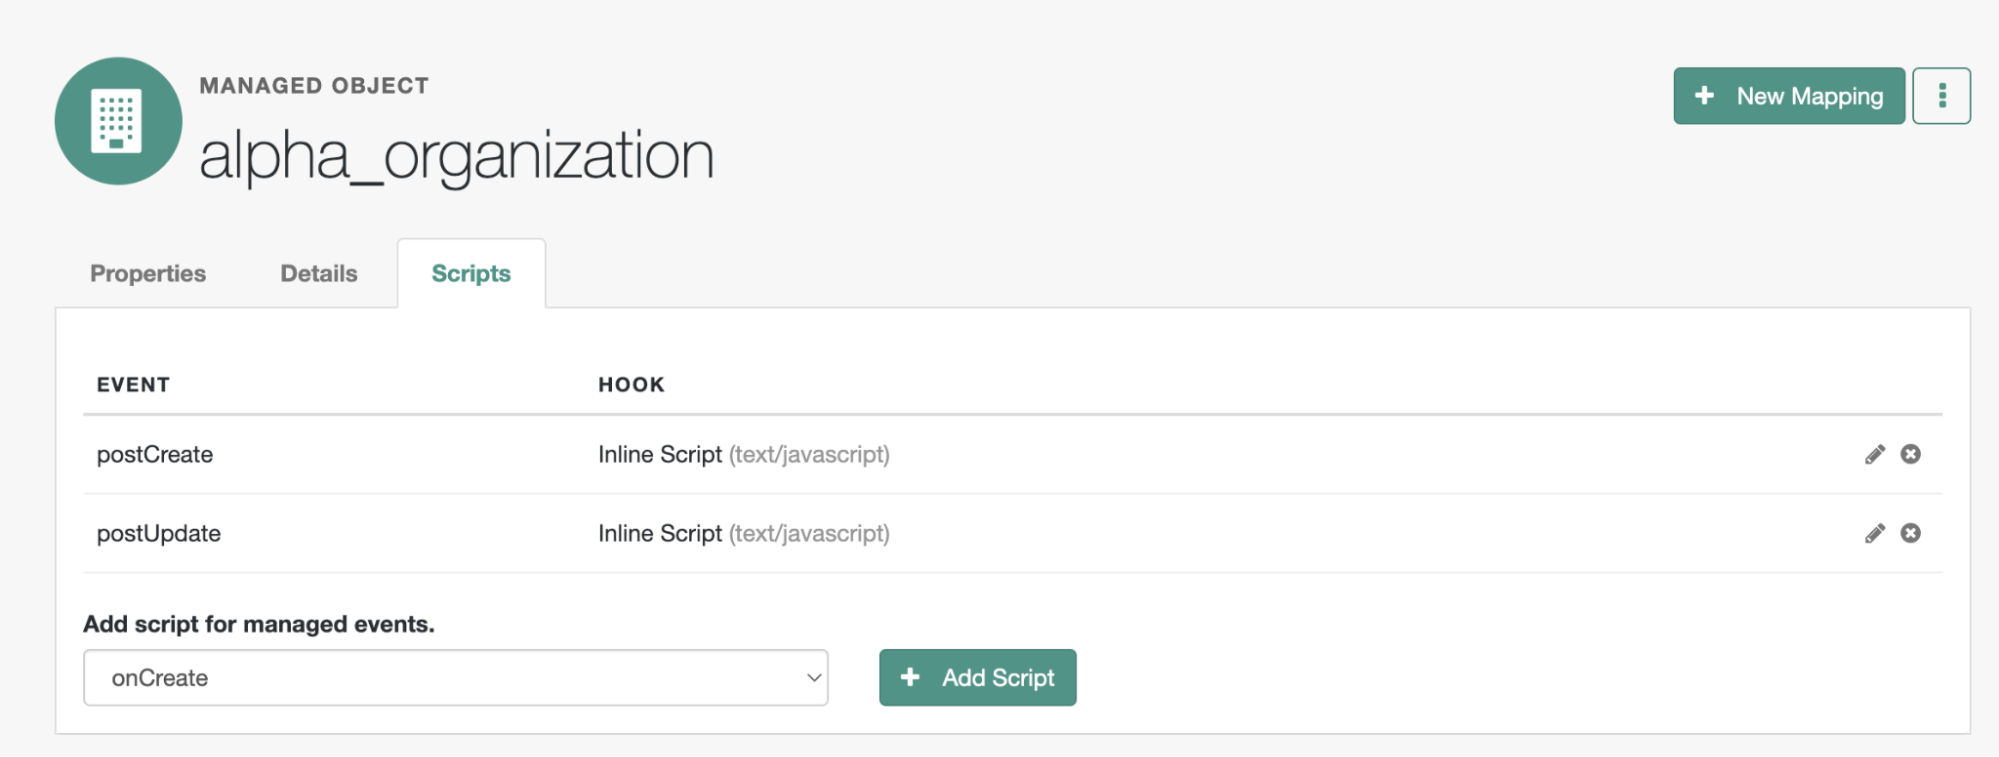 MANAGED OBJECT
alpha_organization
New Mapping
Properties Details Scripts
EVENT HOOK
postCreate Inline Script (text/javascript)
postUpdate Inline Script (text/javascript)
Add script for managed events.
onCreate Add Script